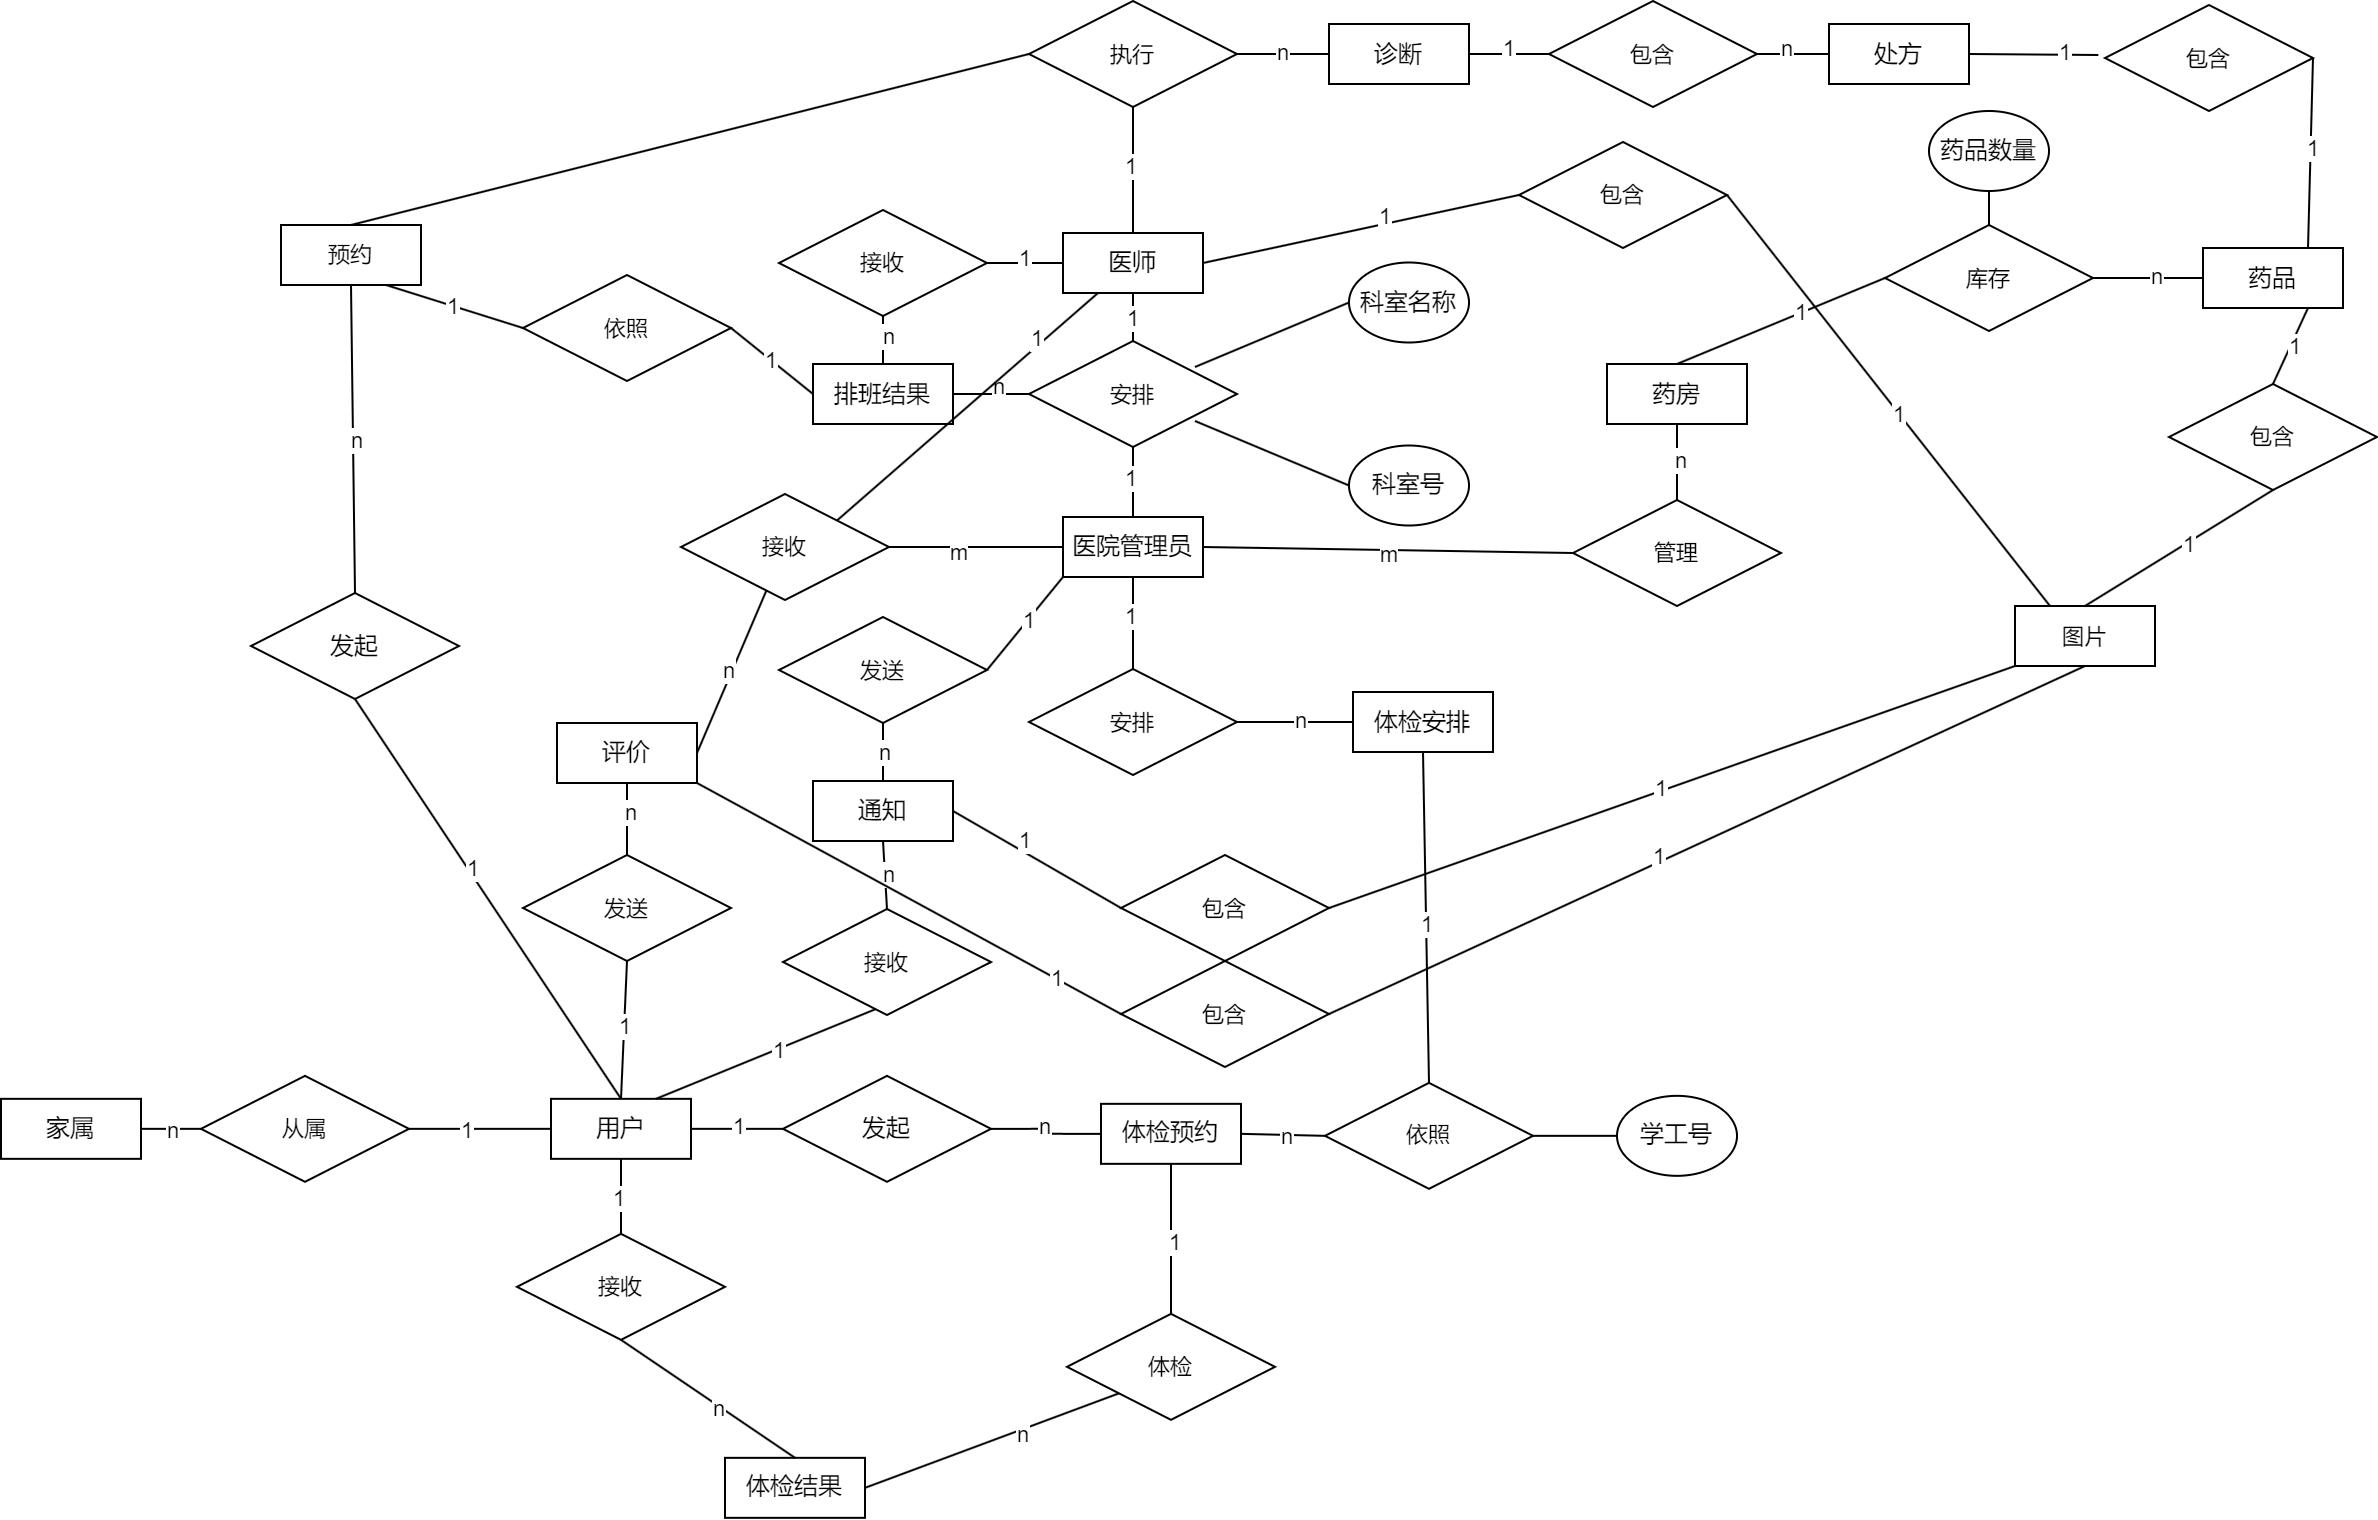 执行
n
诊断
1
包含
n
处方
1
包含
药品数量
1
1
包含
1
预约
接收
1
医师
科室名称
库存
n
药品
1
依照
1
n
1
1
1
1
排班结果
n
安排
药房
1
n
1
科室号
n
包含
接收
m
医院管理员
m
管理
1
发起
n
发送
1
1
图片
评价
n
安排
n
体检安排
n
通知
1
1
1
n
1
发送
包含
1
接收
1
包含
1
1
家属
n
从属
1
用户
1
发起
n
体检预约
n
依照
学工号
1
1
接收
体检
n
n
体检结果